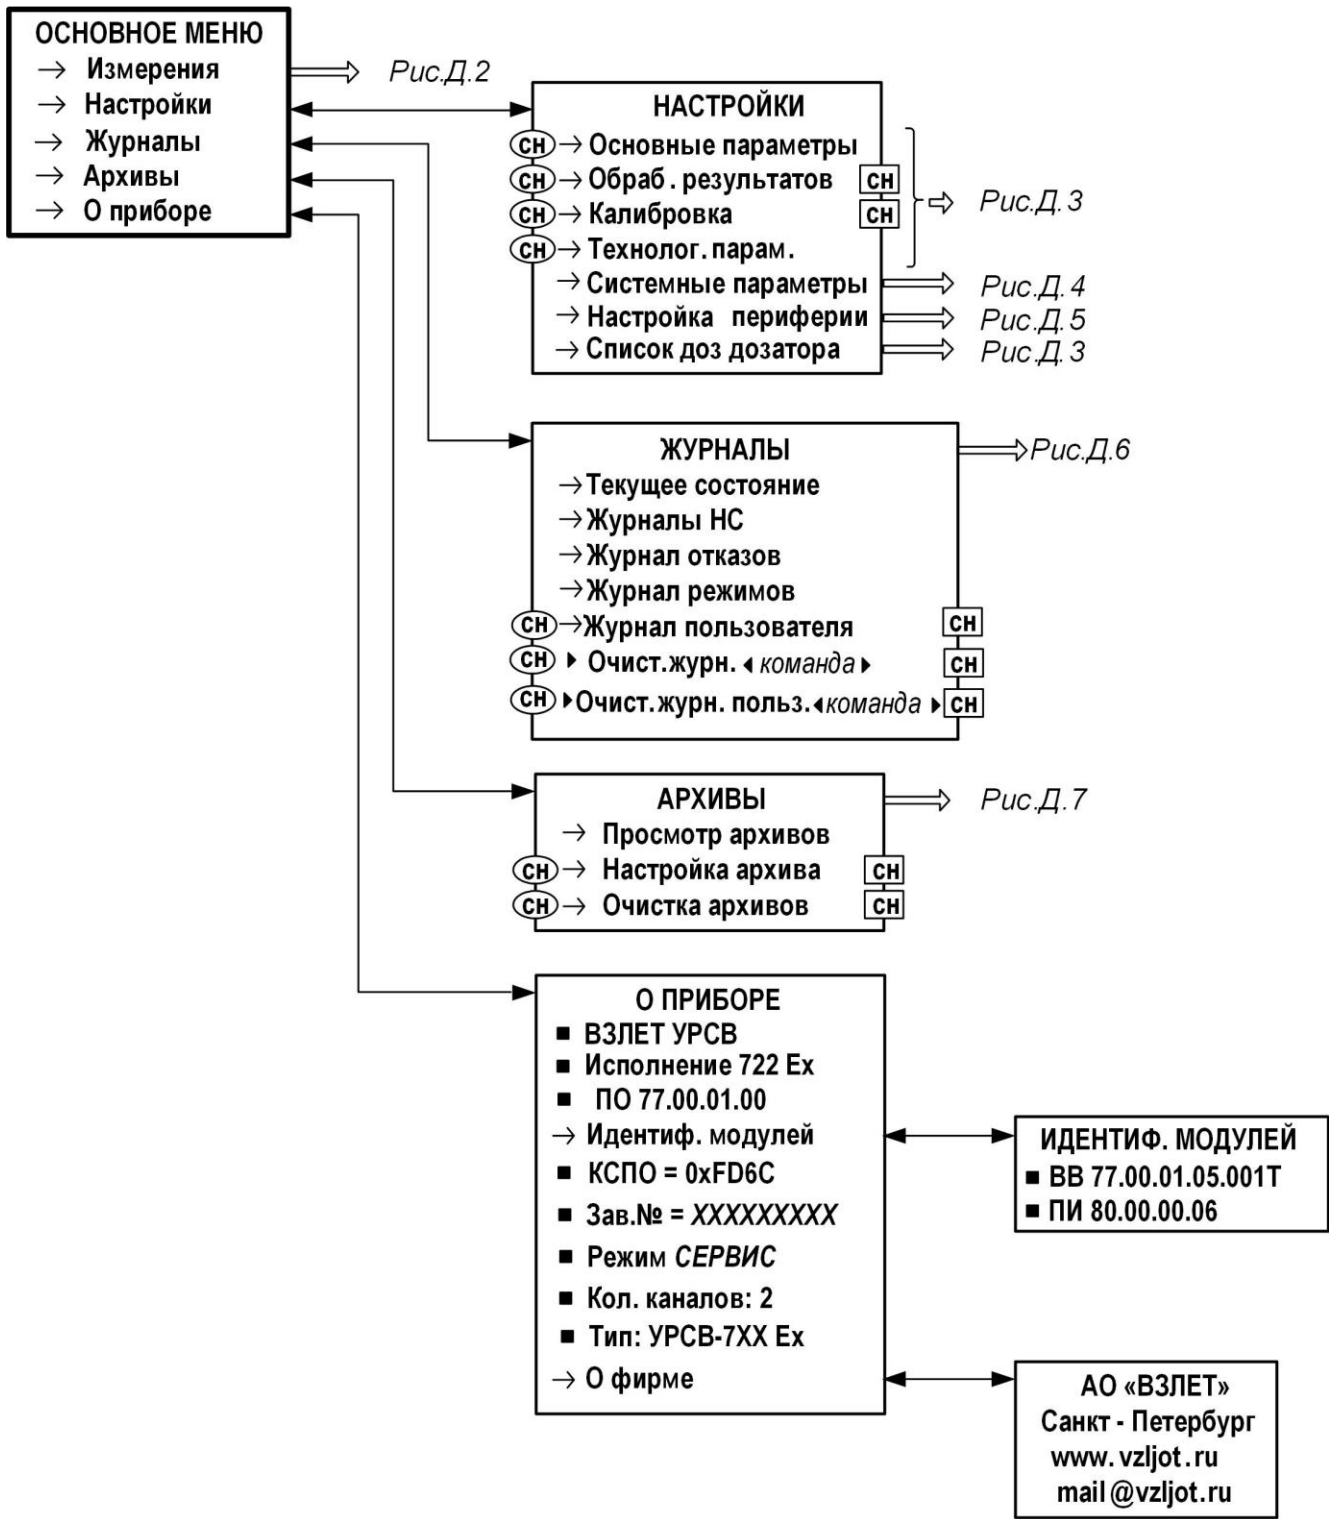 ОСНОВНОЕ МЕНЮ
→ Измерения
Рис.Д.2
→ Настройки
→ Журналы
→ Архивы
→ О приборе
НАСТРОЙКИ
СН → Основные параметры
СН → Обраб. результатов СН
СН → Калибровка СН
Рис.Д.3
СН → Технолог. парам.
→ Системные параметры
Рис.Д.4
→ Настройка периферии
Рис.Д.5
→ Список доз дозатора
Рис.Д.3
ЖУРНАЛЫ
Рис.Д.6
→ Текущее состояние
→ Журналы НС
→ Журнал отказов
→ Журнал режимов
СН → Журнал пользователя СН
СН ▶ Очист.журн. ◀ команда ▶ СН
СН ▶ Очист.журн. польз. ◀ команда ▶ СН
АРХИВЫ
Рис.Д.7
→ Просмотр архивов
СН → Настройка архива СН
СН → Очистка архивов СН
О ПРИБОРЕ
■ ВЗЛЕТ УРСВ
■ Исполнение 722 Ex
■ ПО 77.00.01.00
→ Идентиф. модулей
■ КСПО = 0xFD6C
■ Зав.№ = XXXXXXXXX
■ Режим СЕРВИС
■ Кол. каналов: 2
■ Тип: УРСВ-7ХХ Ex
→ О фирме
ИДЕНТИФ. МОДУЛЕЙ
■ ВВ 77.00.01.05.001Т
■ ПИ 80.00.00.06
АО «ВЗЛЕТ»
Санкт - Петербург
www.vzljot.ru
mail@vzljot.ru